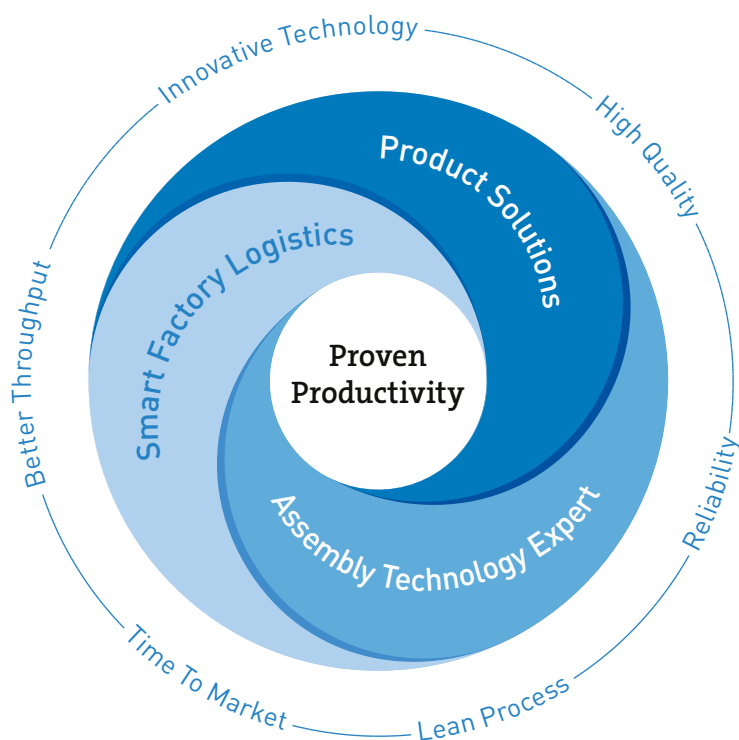 Innovative Technology
High Quality
Reliability
Lean Process
Time To Market
Better Throughput
Product Solutions
Assembly Technology Expert
Smart Factory Logistics
Proven
Productivity